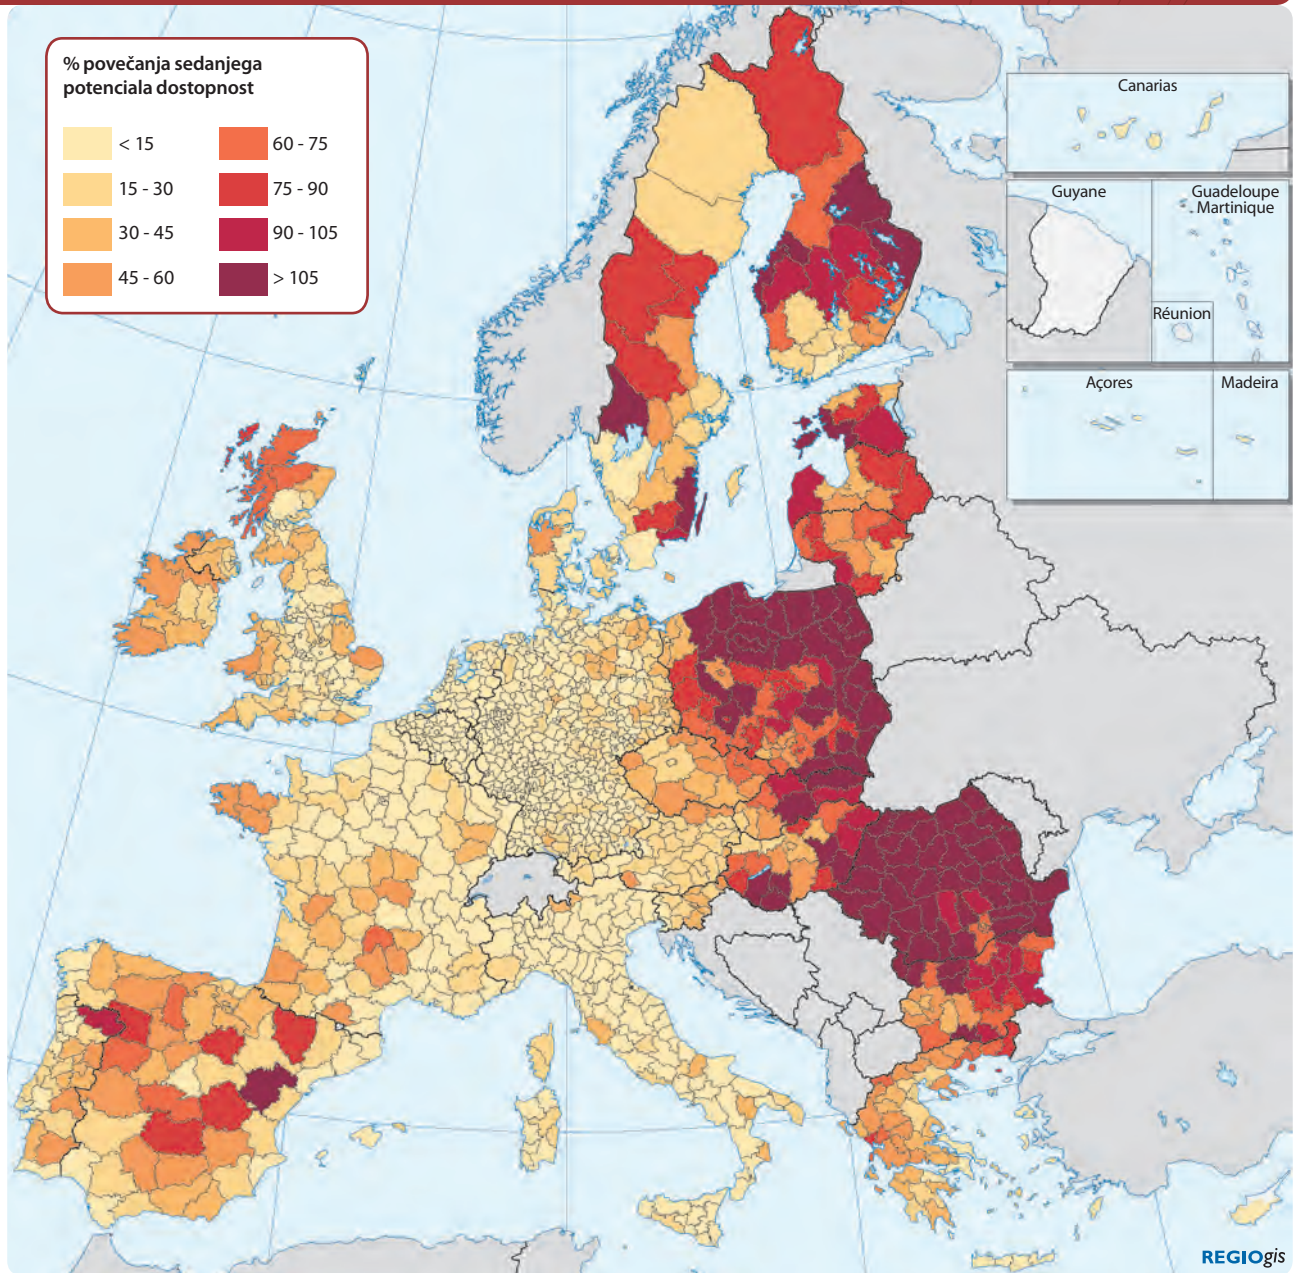 % povečanja sedanjega
potenciala dostopnost
< 15
15 - 30
30 - 45
45 - 60
60 - 75
75 - 90
90 - 105
> 105
Canarias
Guyane
Guadeloupe
Martinique
Réunion
Açores
Madeira
REGIOgis